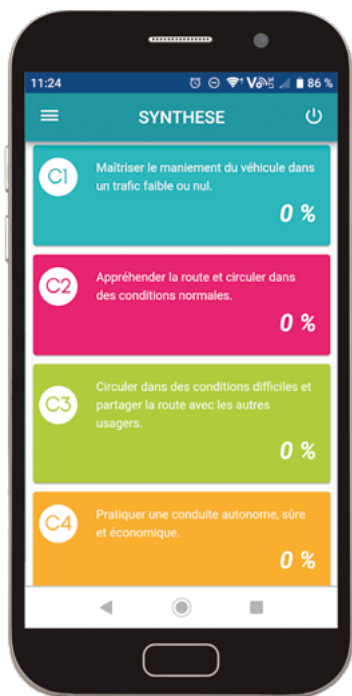 11:24
86 %
SYNTHESE
C1
Maîtriser le maniement du véhicule dans
un trafic faible ou nul.
0 %
C2
Appréhender la route et circuler dans
des conditions normales.
0 %
C3
Circuler dans des conditions difficiles et
partager la route avec les autres
usagers.
0 %
C4
Pratiquer une conduite autonome, sûre
et économique.
0 %